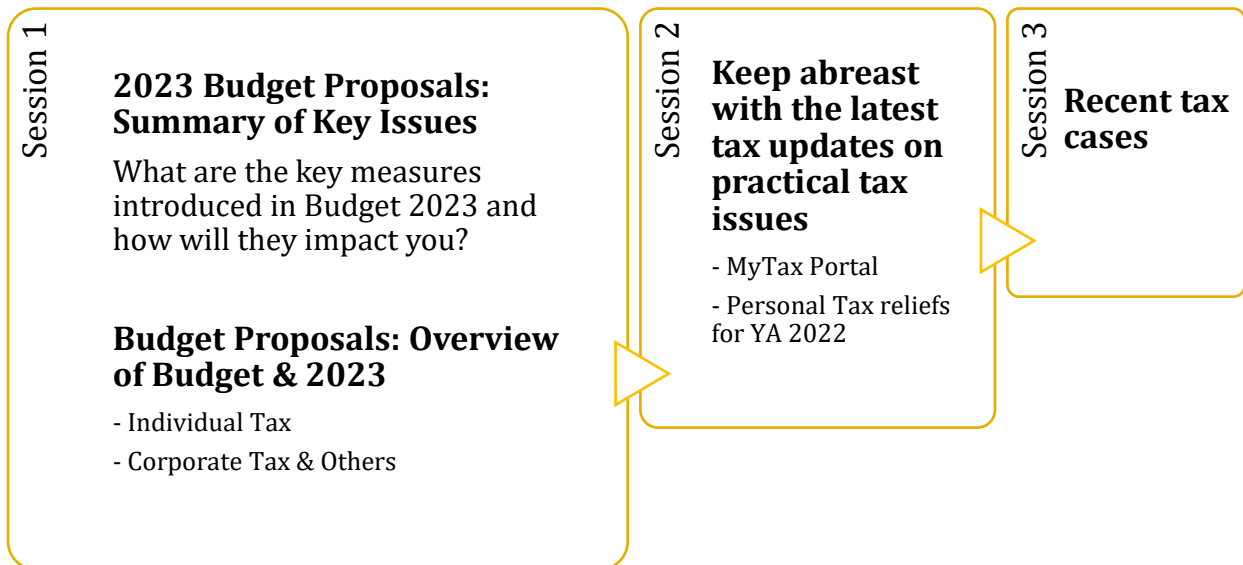 Session 1
2023 Budget Proposals:
Summary of Key Issues
What are the key measures
introduced in Budget 2023 and
how will they impact you?
Budget Proposals: Overview
of Budget & 2023
- Individual Tax
- Corporate Tax & Others
Session 2
Keep abreast
with the latest
tax updates on
practical tax
issues
- MyTax Portal
- Personal Tax reliefs
for YA 2022
Session 3
Recent tax
cases